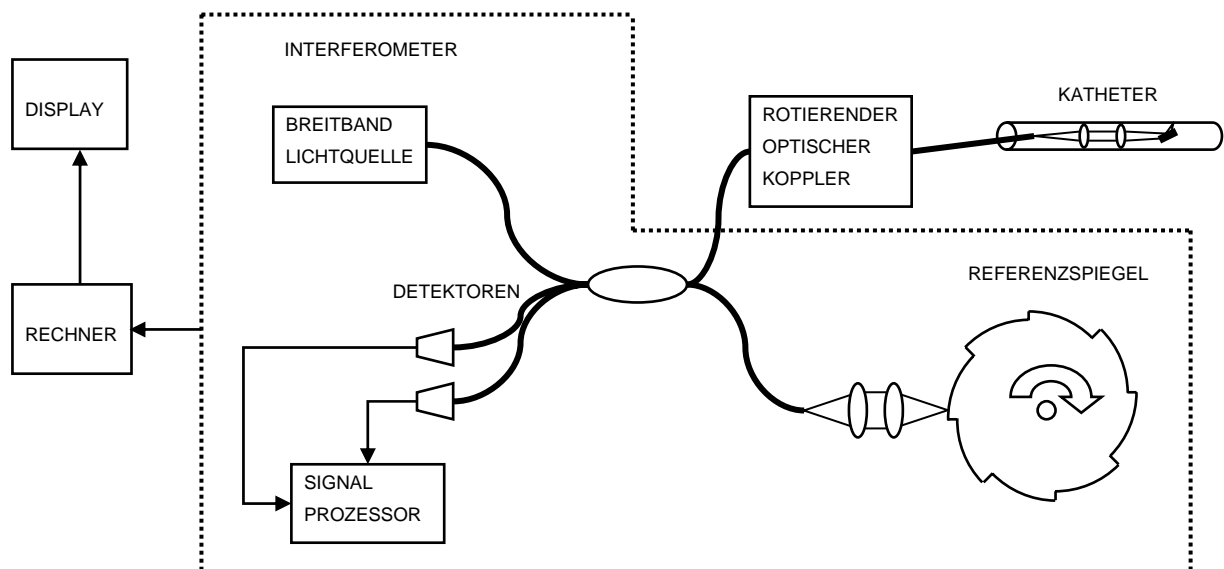 INTERFEROMETER
DISPLAY
BREITBAND
LICHTQUELLE
ROTIERENDER
OPTISCHER
KOPPLER
KATHETER
REFERENZSPIEGEL
DETEKTOREN
RECHNER
SIGNAL
PROZESSOR